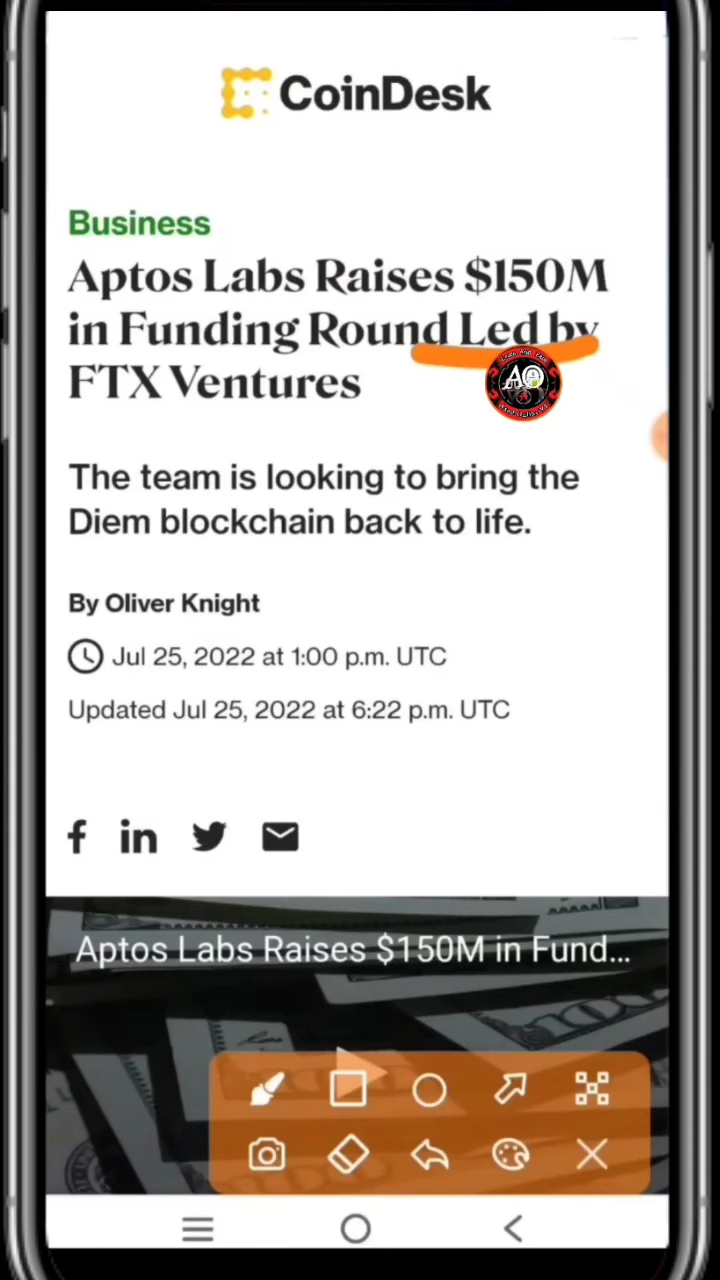 CoinDesk
Business
Aptos Labs Raises $150M
in Funding Round Led by
FTX Ventures
The team is looking to bring the
Diem blockchain back to life.
By Oliver Knight
Jul 25, 2022 at 1:00 p.m. UTC
Updated Jul 25, 2022 at 6:22 p.m. UTC
f in
Aptos Labs Raises $150M in Fund...